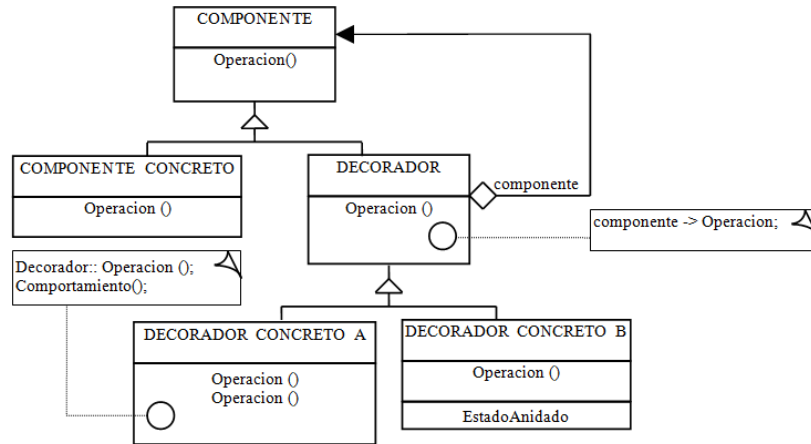 COMPONENTE
Operacion()
COMPONENTE CONCRETO
Operacion ()
DECORADOR
Operacion ()
componente
componente -> Operacion;
Decorador:: Operacion ();
Comportamiento();
DECORADOR CONCRETO A
Operacion ()
Operacion ()
DECORADOR CONCRETO B
Operacion ()
EstadoAnidado